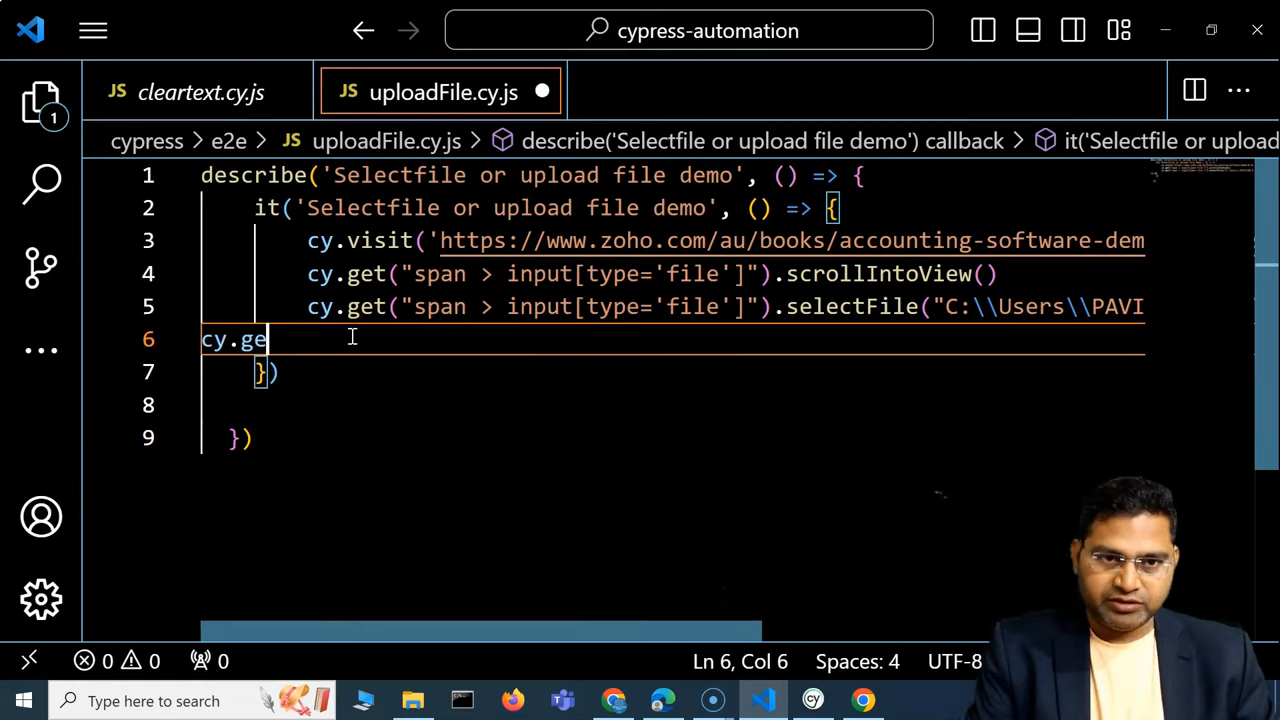 cypress-automation
JS cleartext.cy.js
JS uploadFile.cy.js
cypress > e2e > JS uploadFile.cy.js > describe('Selectfile or upload file demo') callback > it('Selectfile or upload
1 describe('Selectfile or upload file demo', () => {
2 it('Selectfile or upload file demo', () => {
3 cy.visit('https://www.zoho.com/au/books/accounting-software-dem
4 cy.get("span > input[type='file']").scrollIntoView()
5 cy.get("span > input[type='file']").selectFile("C:\\Users\\PAVI
6 cy.ge
7 })
8
9 })
1
0 0 0 Ln 6, Col 6 Spaces: 4 UTF-8
Type here to search